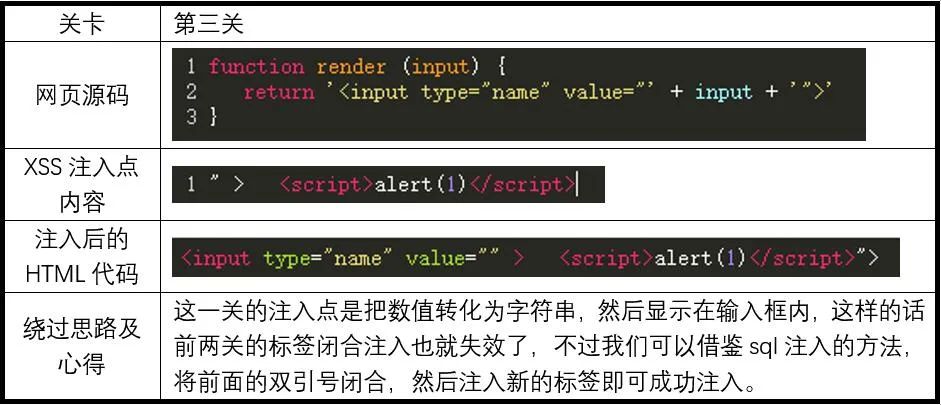 关卡
第三关
网页源码
1 function render (input) {
2   return '<input type="name" value="' + input + '">'
3 }
XSS 注入点
内容
1 " >   <script>alert(1)</script>
注入后的
HTML 代码
<input type="name" value="" >   <script>alert(1)</script>">
绕过思路及
心得
这一关的注入点是把数值转化为字符串，然后显示在输入框内，这样的话
前两关的标签闭合注入也就失效了，不过我们可以借鉴 sql 注入的方法，
将前面的双引号闭合，然后注入新的标签即可成功注入。